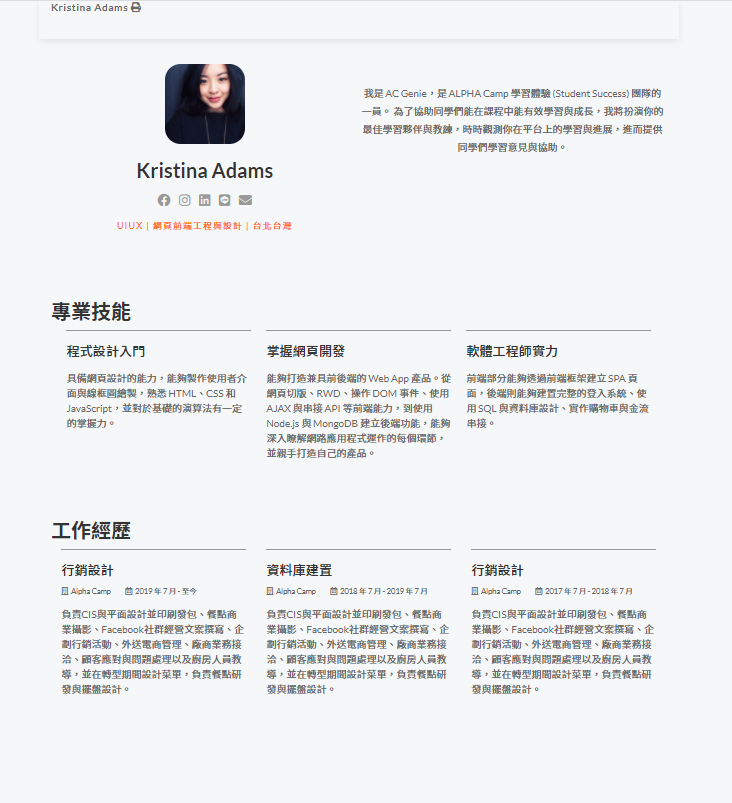 Kristina Adams
我是 AC Genie，是 ALPHA Camp 學習體驗 (Student Success) 團隊的
一員。 為了協助同學們能在課程中能有效學習與成長，我將扮演你的
最佳學習夥伴與教練，時時觀測你在平台上的學習與進展，進而提供
同學們學習意見與協助。
Kristina Adams
UIUX | 網頁前端工程與設計 | 台北台灣
專業技能
程式設計入門
具備網頁設計的能力，能夠製作使用者介
面與線框圖繪製，熟悉 HTML、CSS 和
JavaScript，並對於基礎的演算法有一定
的掌握力。
掌握網頁開發
能夠打造兼具前後端的 Web App 產品。從
網頁切版、RWD、操作 DOM 事件、使用
AJAX 與串接 API 等前端能力，到使用
Node.js 與 MongoDB 建立後端功能，能夠
深入瞭解網路應用程式運作的每個環節，
並親手打造自己的產品。
軟體工程師實力
前端部分能夠透過前端框架建立 SPA 頁
面，後端則能夠建置完整的登入系統、使
用 SQL 與資料庫設計、實作購物車與金流
串接。
工作經歷
行銷設計
Alpha Camp 2019 年 7 月 - 至今
負責CIS與平面設計並印刷發包、餐點商
業攝影、Facebook社群經營文案撰寫、企
劃行銷活動、外送電商管理、廠商業務接
洽、顧客應對與問題處理以及廚房人員教
導，並在轉型期間設計菜單，負責餐點研
發與擺盤設計。
資料庫建置
Alpha Camp 2018 年 7 月 - 2019 年 7 月
負責CIS與平面設計並印刷發包、餐點商
業攝影、Facebook社群經營文案撰寫、企
劃行銷活動、外送電商管理、廠商業務接
洽、顧客應對與問題處理以及廚房人員教
導，並在轉型期間設計菜單，負責餐點研
發與擺盤設計。
行銷設計
Alpha Camp 2017 年 7 月 - 2018 年 7 月
負責CIS與平面設計並印刷發包、餐點商
業攝影、Facebook社群經營文案撰寫、企
劃行銷活動、外送電商管理、廠商業務接
洽、顧客應對與問題處理以及廚房人員教
導，並在轉型期間設計菜單，負責餐點研
發與擺盤設計。